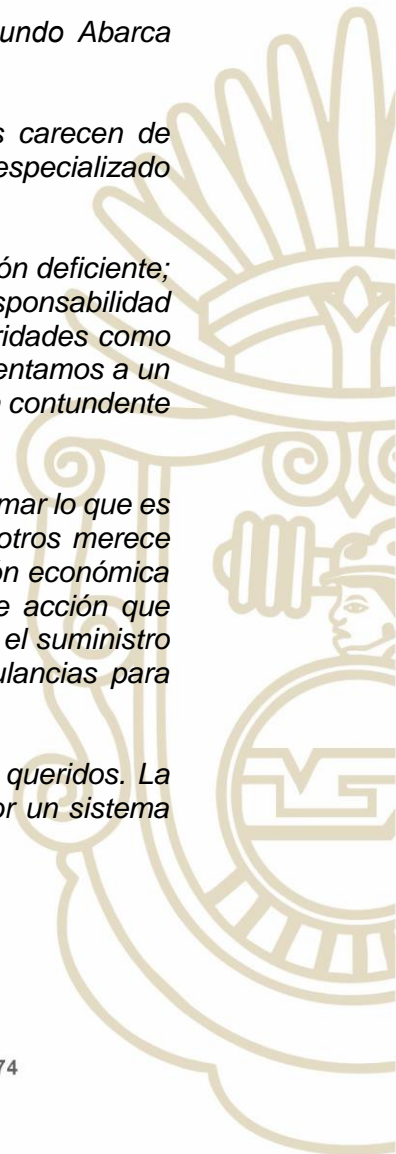 undo Abarca
s carecen de
especializado
ón deficiente;
sponsabilidad
ridades como
entamos a un
contundente
mar lo que es
otros merece
ón económica
e acción que
el suministro
ulancias para
queridos. La
or un sistema
74